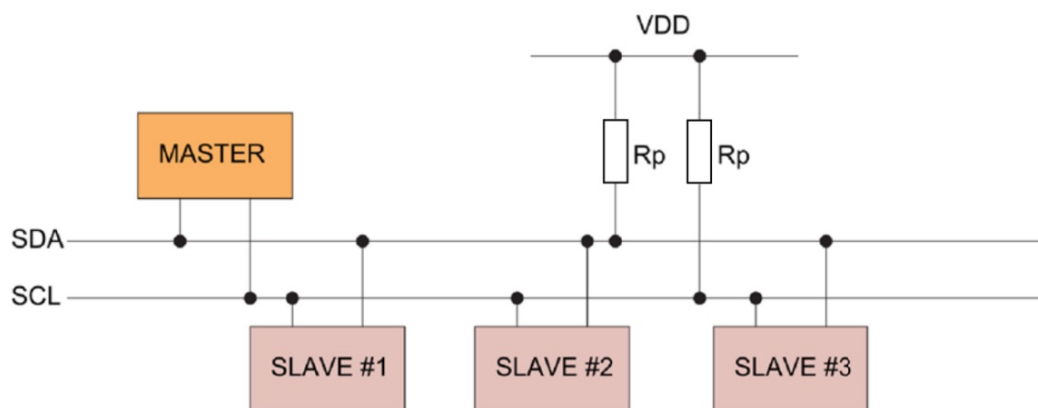 VDD
MASTER
Rp
Rp
SDA
SCL
SLAVE #1
SLAVE #2
SLAVE #3